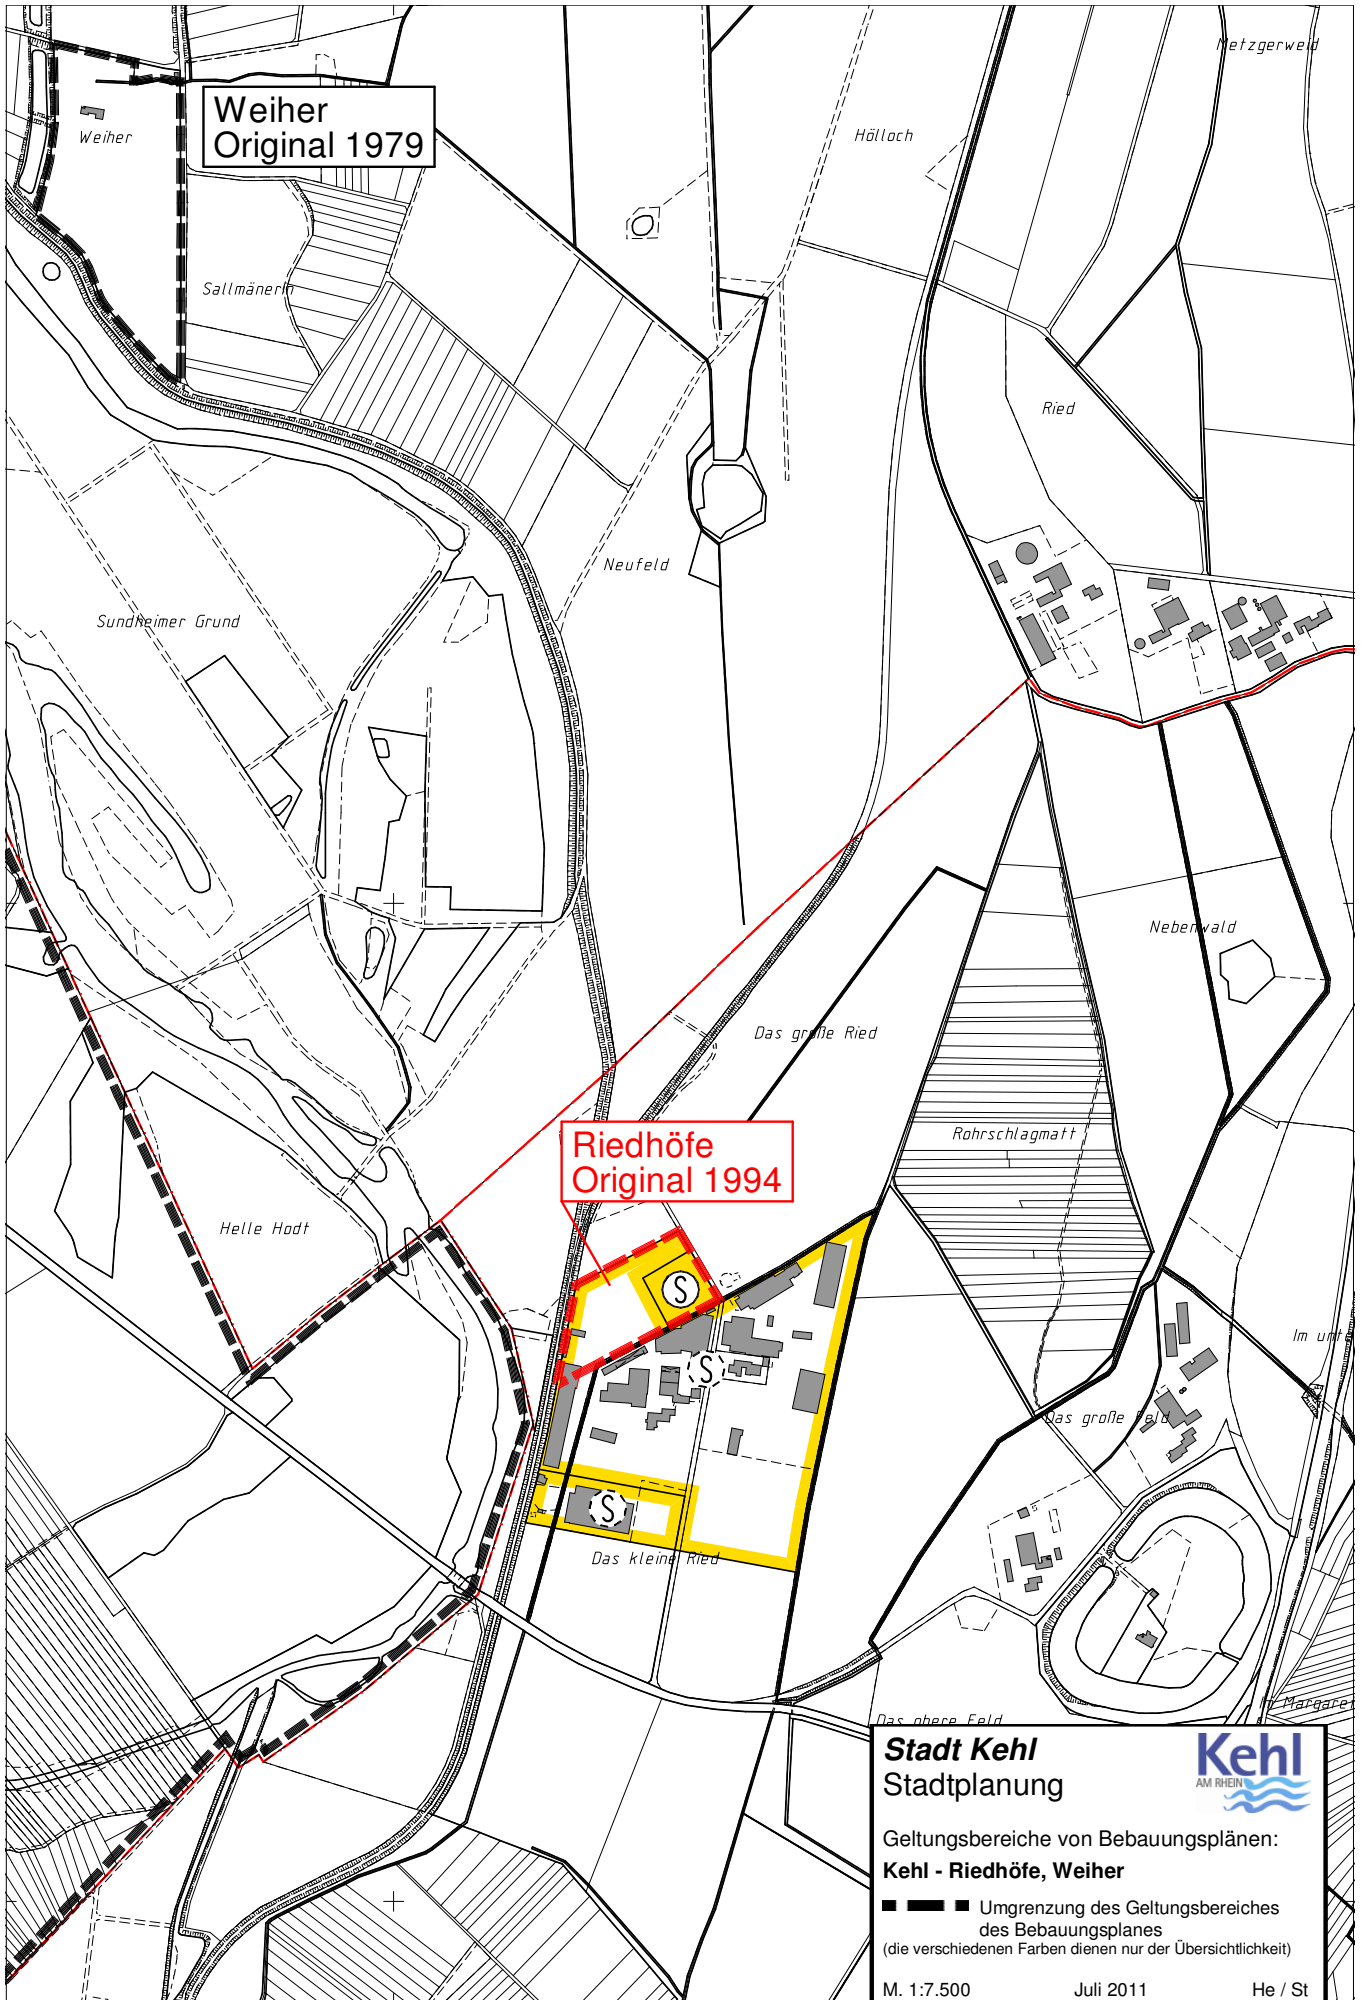 Metzgerweid
Weiher
Original 1979
Weiher
Hölloch
Sallmänerin
Ried
Neufeld
Sundheimer Grund
Nebenwald
Das große Ried
Riedhöfe
Original 1994
Rohrschlagmatt
Helle Hodt
S
S
S
Im unte
Das große Feld
Das kleine Ried
Das obere Feld
Stadt Kehl
Stadtplanung
Kehl
AM RHEIN
Geltungsbereiche von Bebauungsplänen:
Kehl - Riedhöfe, Weiher
Umgrenzung des Geltungsbereiches
des Bebauungsplanes
(die verschiedenen Farben dienen nur der Übersichtlichkeit)
M. 1:7.500 Juli 2011 He / St